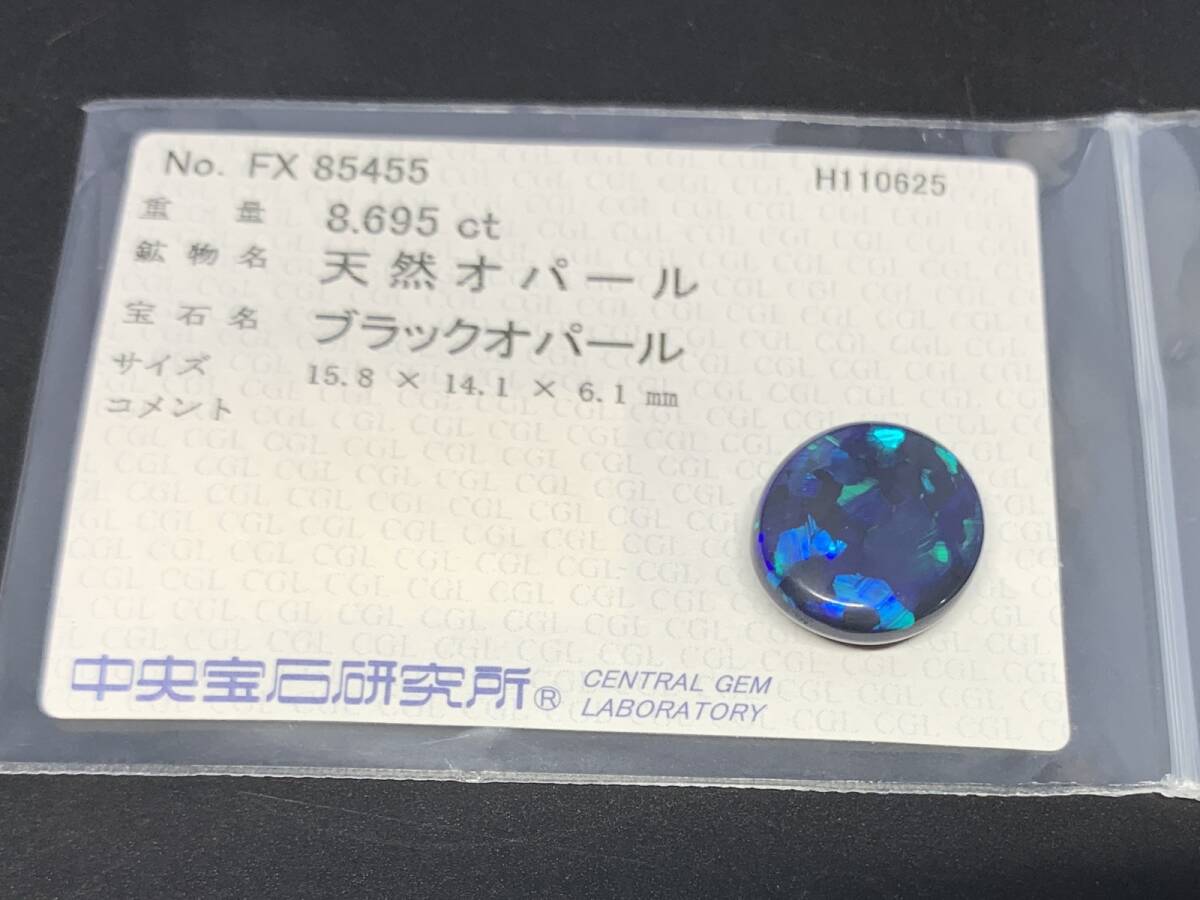 No. FX 85455 H110625
重量 8.695 ct
鉱物名 天然オパール
宝石名 ブラックオパール
サイズ 15.8 × 14.1 × 6.1 mm
コメント
中央宝石研究所® CENTRAL GEM
LABORATORY